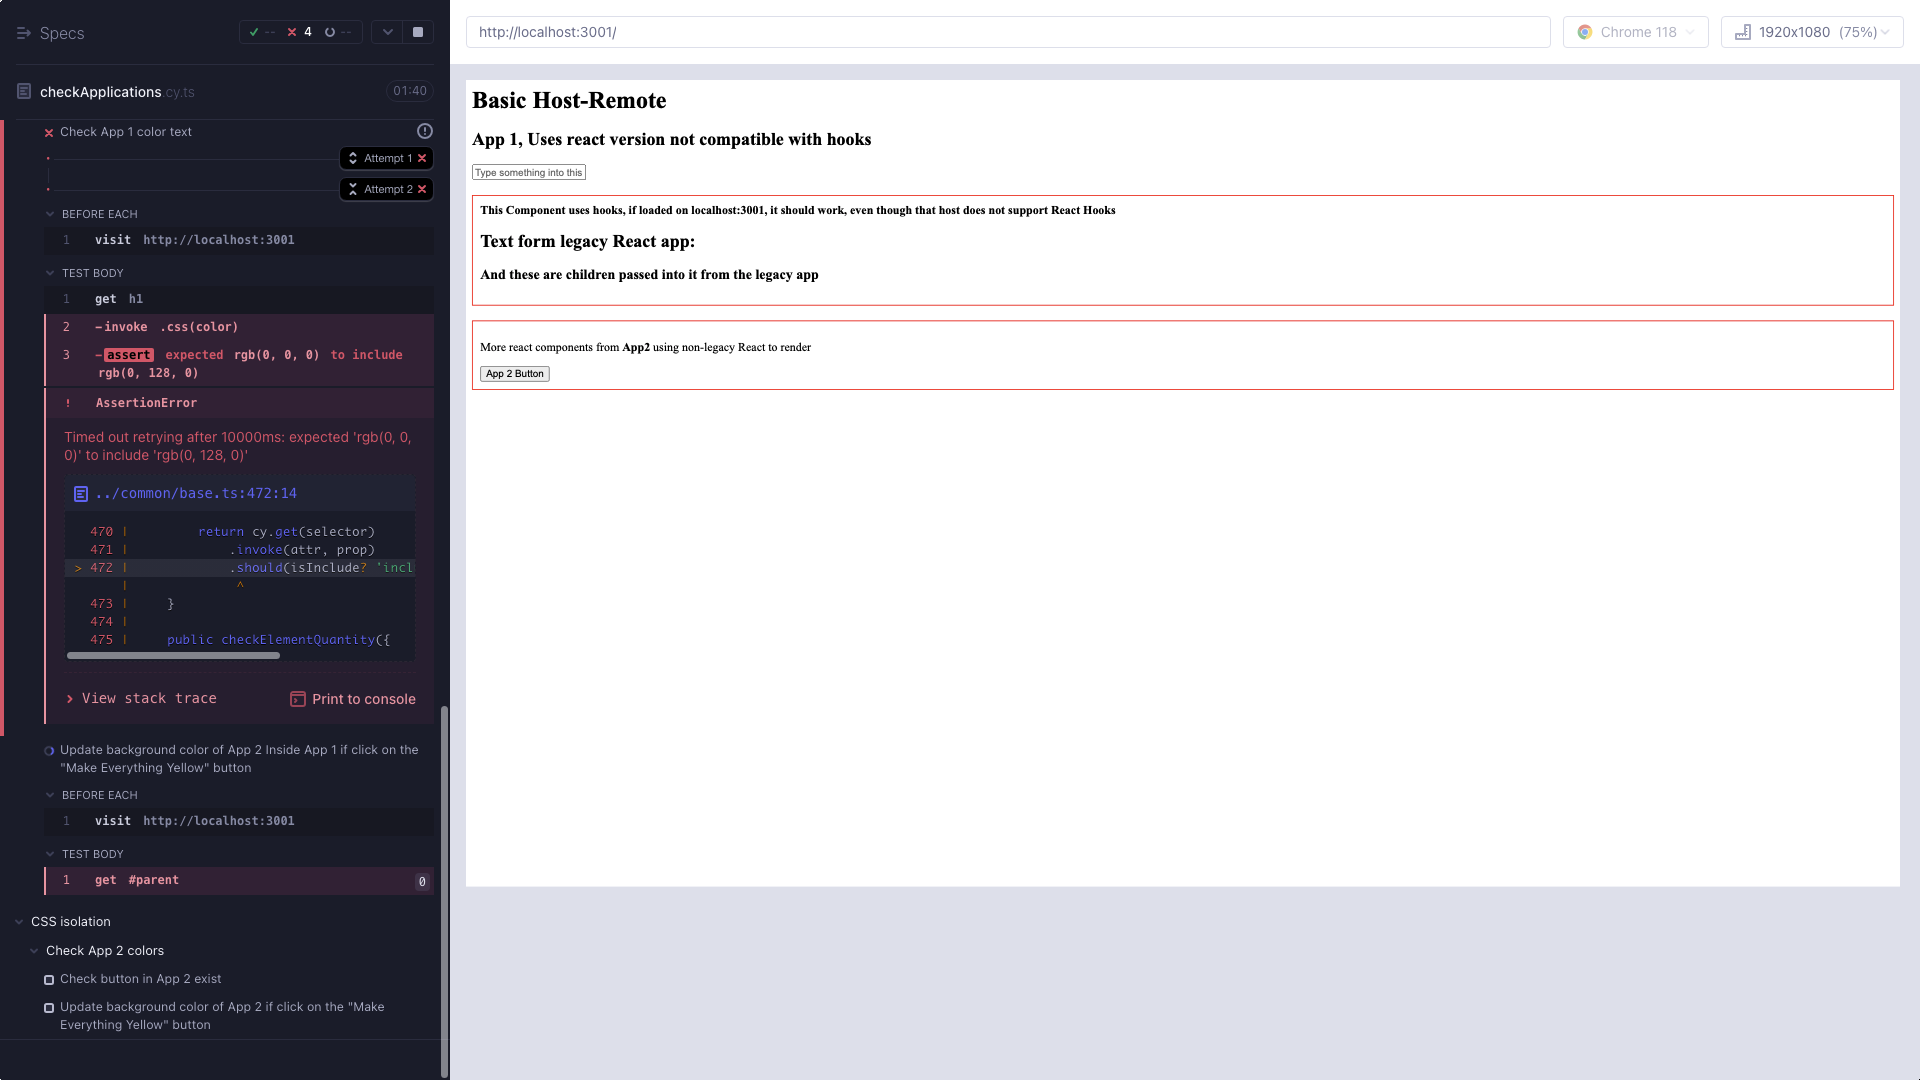 Specs
-- 4 --
checkApplications.cy.ts 01:40
Check App 1 color text
Attempt 1
Attempt 2
BEFORE EACH
1 visit http://localhost:3001
TEST BODY
1 get h1
2 -invoke .css(color)
3 -assert expected rgb(0, 0, 0) to include
rgb(0, 128, 0)
! AssertionError
Timed out retrying after 10000ms: expected 'rgb(0, 0,
0)' to include 'rgb(0, 128, 0)'
../common/base.ts:472:14
470 | return cy.get(selector)
471 | .invoke(attr, prop)
> 472 | .should(isInclude? 'incl
| ^
473 | }
474 |
475 | public checkElementQuantity({
> View stack trace Print to console
Update background color of App 2 Inside App 1 if click on the
"Make Everything Yellow" button
BEFORE EACH
1 visit http://localhost:3001
TEST BODY
1 get #parent 0
CSS isolation
Check App 2 colors
Check button in App 2 exist
Update background color of App 2 if click on the "Make
Everything Yellow" button
http://localhost:3001/ Chrome 118 1920x1080 (75%)
Basic Host-Remote
App 1, Uses react version not compatible with hooks
Type something into this
This Component uses hooks, if loaded on localhost:3001, it should work, even though that host does not support React Hooks
Text form legacy React app:
And these are children passed into it from the legacy app
More react components from App2 using non-legacy React to render
App 2 Button